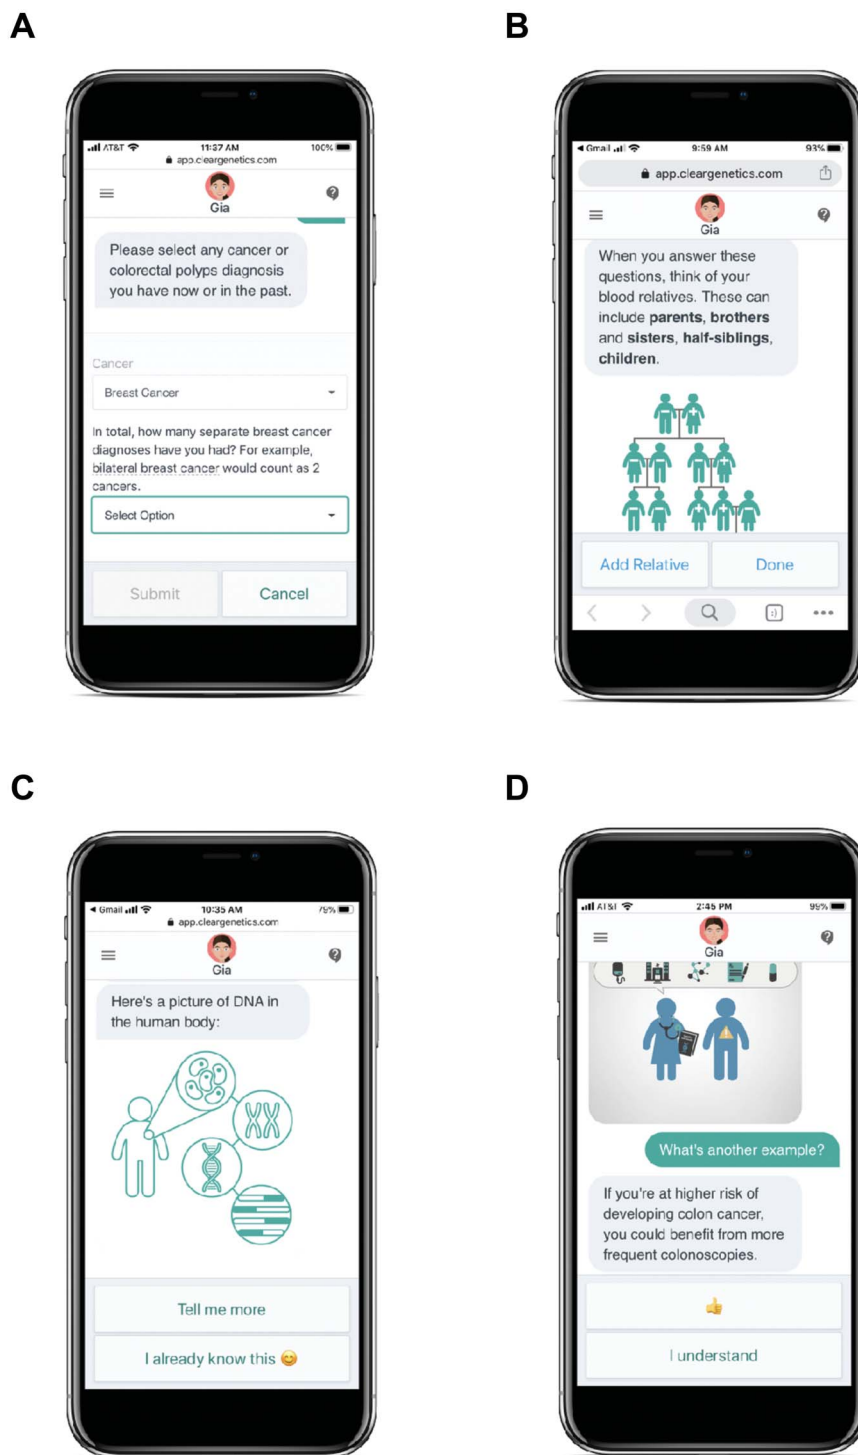 A
AT&T
11:37 AM
100%
app.cleargenetics.com
Gia
Please select any cancer or
colorectal polyps diagnosis
you have now or in the past.
Cancer
Breast Cancer
In total, how many separate breast cancer
diagnoses have you had? For example,
bilateral breast cancer would count as 2
cancers.
Select Option
Submit
Cancel
B
Gmail
9:59 AM
93%
app.cleargenetics.com
Gia
When you answer these
questions, think of your
blood relatives. These can
include parents, brothers
and sisters, half-siblings,
children.
Add Relative
Done
:)
C
Gmail
10:35 AM
79%
app.cleargenetics.com
Gia
Here's a picture of DNA in
the human body:
Tell me more
I already know this 😊
D
AT&T
2:45 PM
99%
Gia
What's another example?
If you're at higher risk of
developing colon cancer,
you could benefit from more
frequent colonoscopies.
👍
I understand